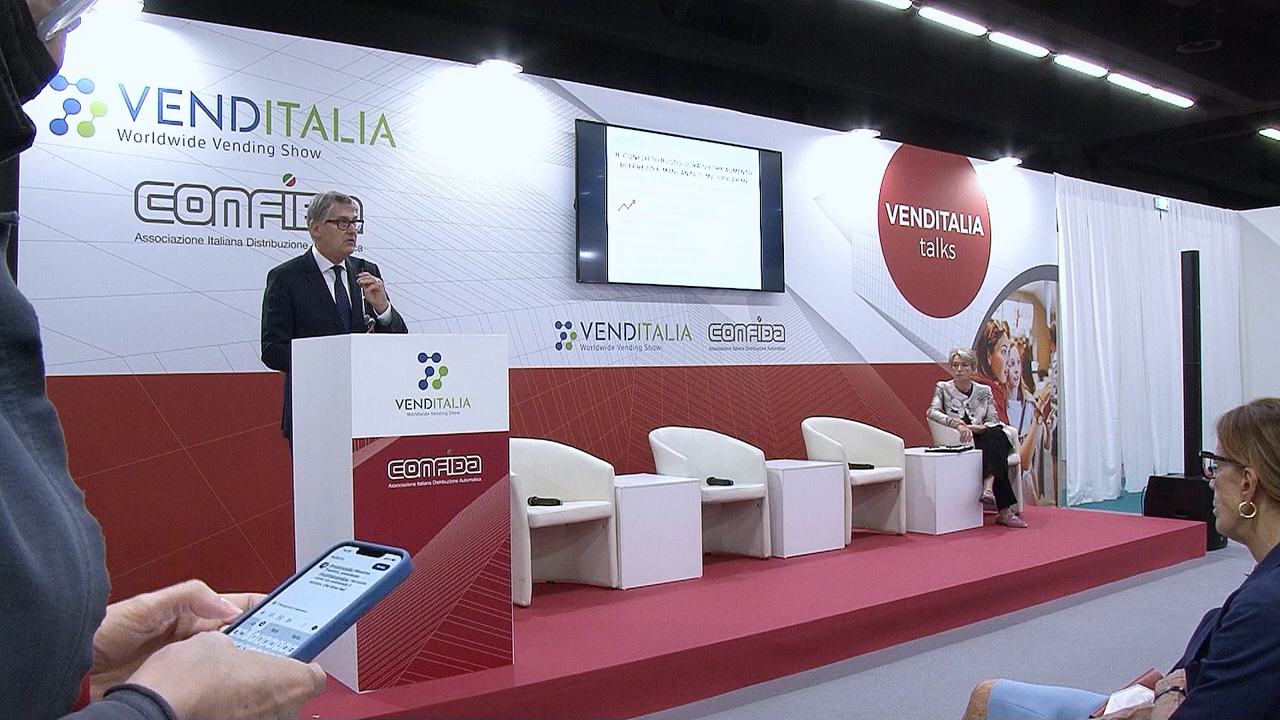 VENDITALIA
Worldwide Vending Show
CONFIDA
Associazione Italiana Distribuzione
VENDITALIA
talks
VENDITALIA
Worldwide Vending Show
CONFIDA
Associazione Italiana Distribuzione Automatica
VENDITALIA
Worldwide Vending Show
CONFIDA
Associazione Italiana Distribuzione Automatica